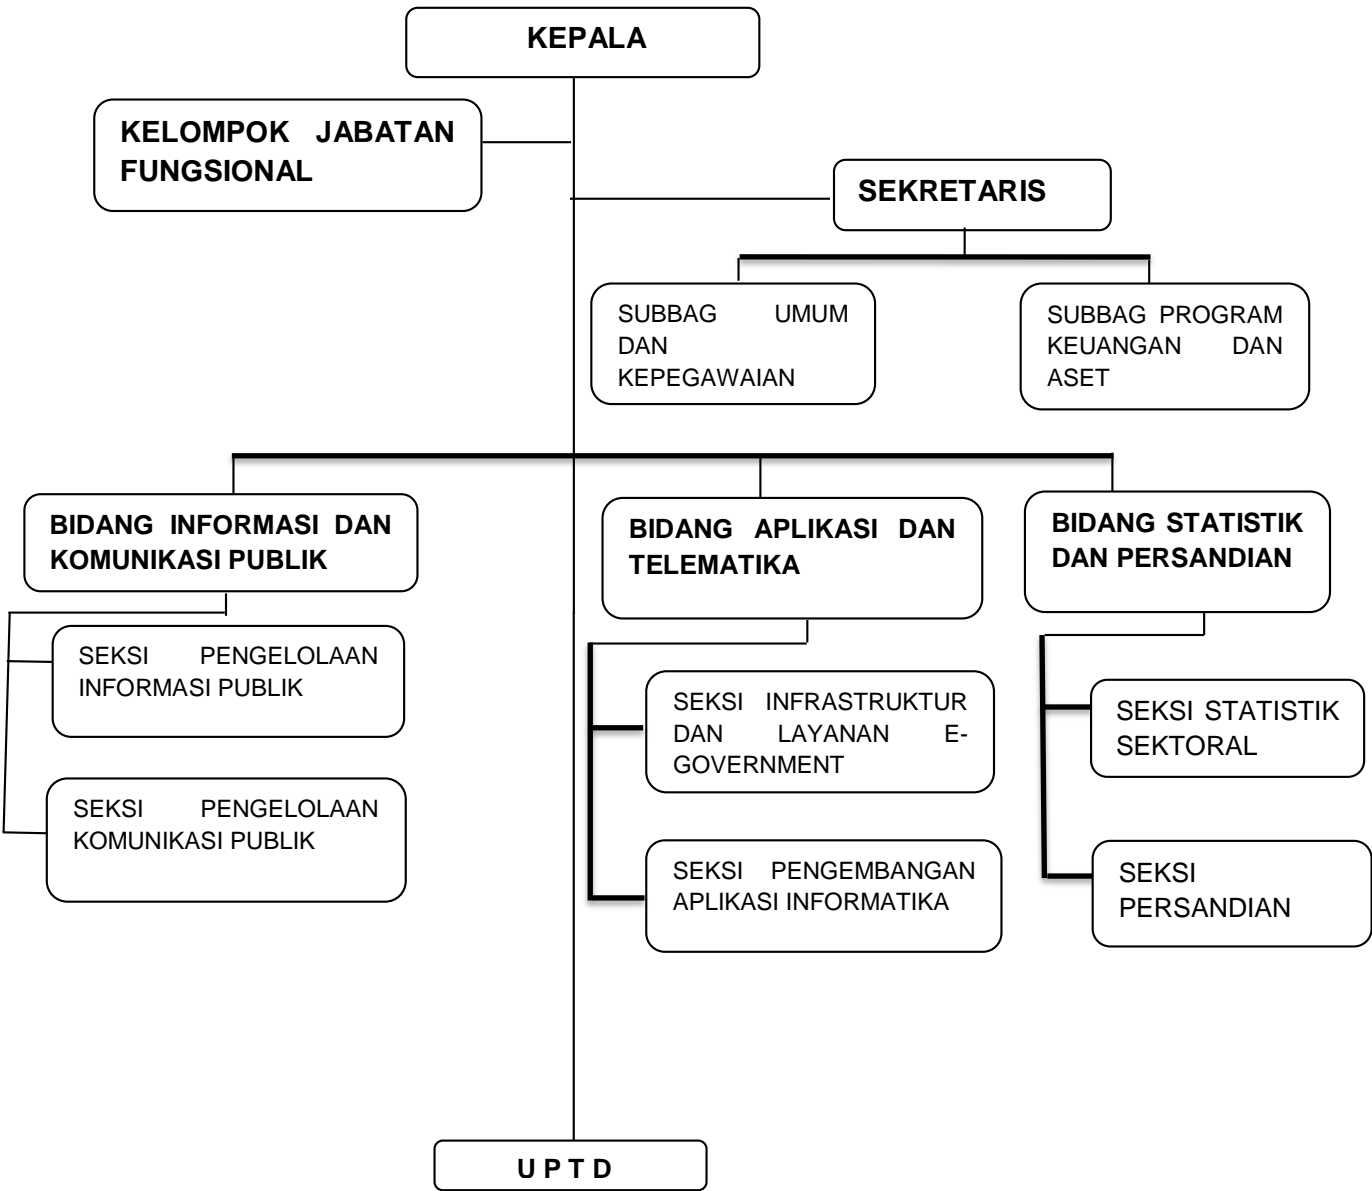 KEPALA
KELOMPOK JABATAN
FUNGSIONAL
SEKRETARIS
SUBBAG UMUM
DAN
KEPEGAWAIAN
SUBBAG PROGRAM
KEUANGAN DAN
ASET
BIDANG INFORMASI DAN
KOMUNIKASI PUBLIK
BIDANG APLIKASI DAN
TELEMATIKA
BIDANG STATISTIK
DAN PERSANDIAN
SEKSI PENGELOLAAN
INFORMASI PUBLIK
SEKSI PENGELOLAAN
KOMUNIKASI PUBLIK
SEKSI INFRASTRUKTUR
DAN LAYANAN E-
GOVERNMENT
SEKSI PENGEMBANGAN
APLIKASI INFORMATIKA
SEKSI STATISTIK
SEKTORAL
SEKSI
PERSANDIAN
U P T D